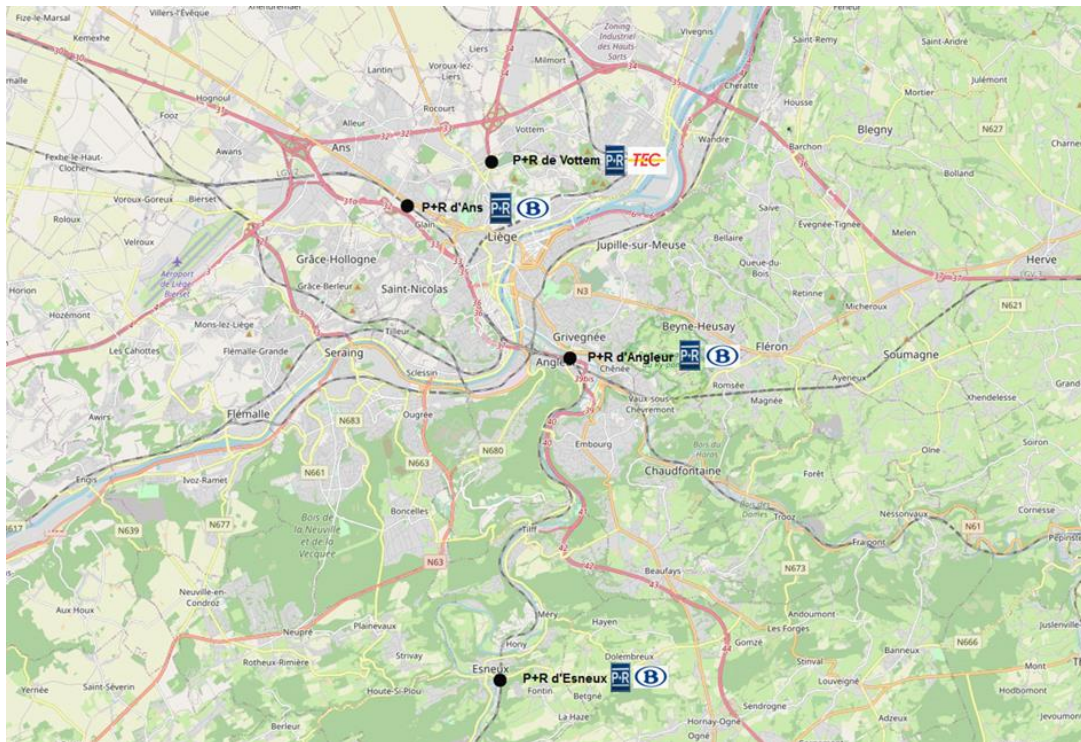 Fize-le-Marsal
Villers-l'Évêque
Kemexhe
Liers
Milmort
Zoning
Industriel
des Hauts-
Sarts
Vivegnis
Saint-Remy
Saint-André
Mortier
Julémont
Lantin
Voroux-lez-
Liers
Cheratte
Housse
Hognoul
Fooz
Alleur
Rocourt
Vottem
Wandre
Barchon
Blegny
N627
Awans
Ans
Fexhe-le-Haut-
Clocher
P+R de Vottem P+R TEC
Bolland
Bierset
Voroux-Goreux
Roloux
P+R d'Ans P+R B
Glain
Liège
Saive
Évegnée-Tignée
Melen
Velroux
Jupille-sur-Meuse
Bellaire
Queue-du-
Bois
Herve
Grâce-Hollogne
Aéroport
de Liège
Bierset
Horion
Grâce-Berleur
Saint-Nicolas
N3
Retinne
Micheroux
N621
Hozémont
Mons-lez-Liège
Tilleur
Grivegnée
Beyne-Heusay
Fléron
Soumagne
Les Cahottes
Flémalle-Grande
Seraing
Sclessin
P+R d'Angleur P+R B
Chênée
39bis
Romsée
Magnée
Ayeneux
Xhendelesse
Awirs
Flémalle
Ougrée
Vaux-sous-
Chèvremont
N683
N680
Embourg
Soiron
N661
N663
Chaudfontaine
Forêt
Olne
Engis
Ivoz-Ramet
N617
N639
N677
Boncelles
Bois de
la Neuville
et de la
Vecquée
Tilff
Trooz
Nessonvaux
Cornesse
N61
Fraipont
N63
N673
Beaufays
Neuville-en-
Condroz
Aux Houx
Plainevaux
Neupré
Méry
Hayen
Andoumont
Les Forges
Gomzé
N666
Banneux
Rotheux-Rimière
Strivay
Hony
Dolembreux
Esneux
P+R d'Esneux P+R B
Stinval
Louveigné
Mont
Hodbomont
Yernée
Saint-Séverin
Houte-Si-Plou
Fontin
Betgné
La Haze
Sendrogne
Hornay-Ogné
Ogné
Adzeux
Berleur